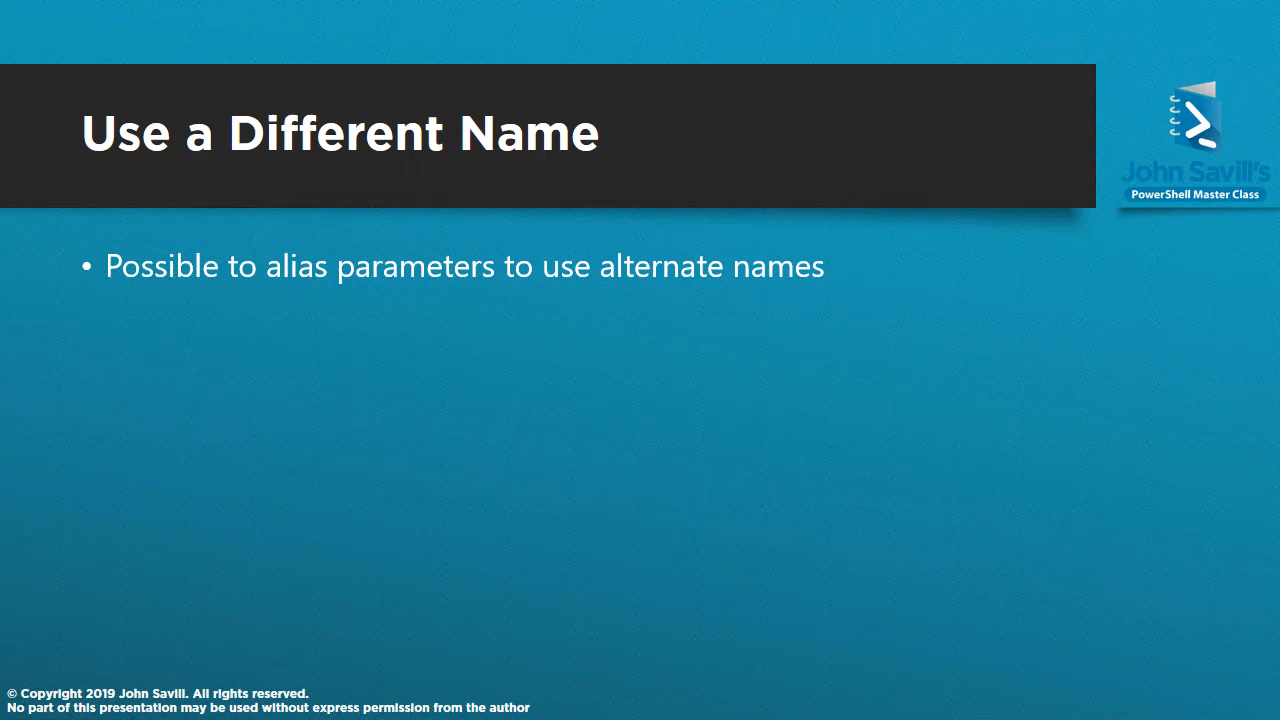 Use a Different Name
John Savill's
PowerShell Master Class
• Possible to alias parameters to use alternate names
© Copyright 2019 John Savill. All rights reserved.
No part of this presentation may be used without express permission from the author